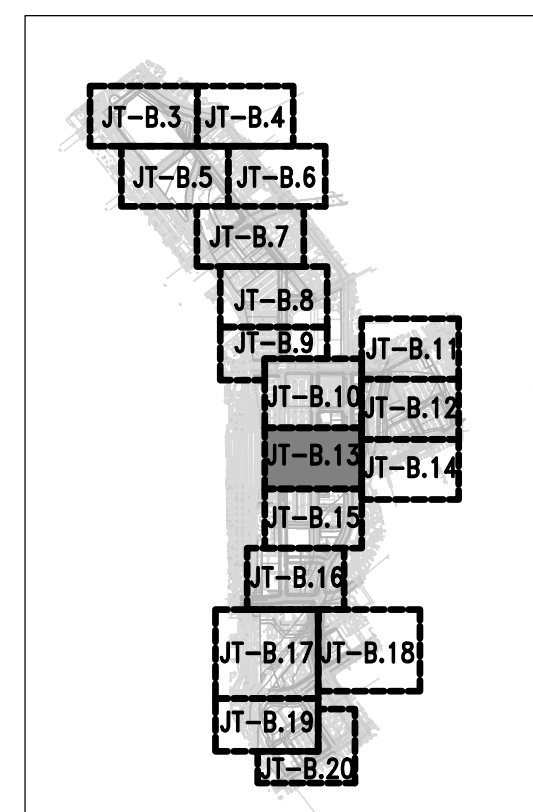 JT-B.3 JT-B.4
JT-B.5 JT-B.6
JT-B.7
JT-B.8
JT-B.9 JT-B.11
JT-B.10 JT-B.12
JT-B.13 JT-B.14
JT-B.15
JT-B.16
JT-B.17 JT-B.18
JT-B.19
JT-B.20